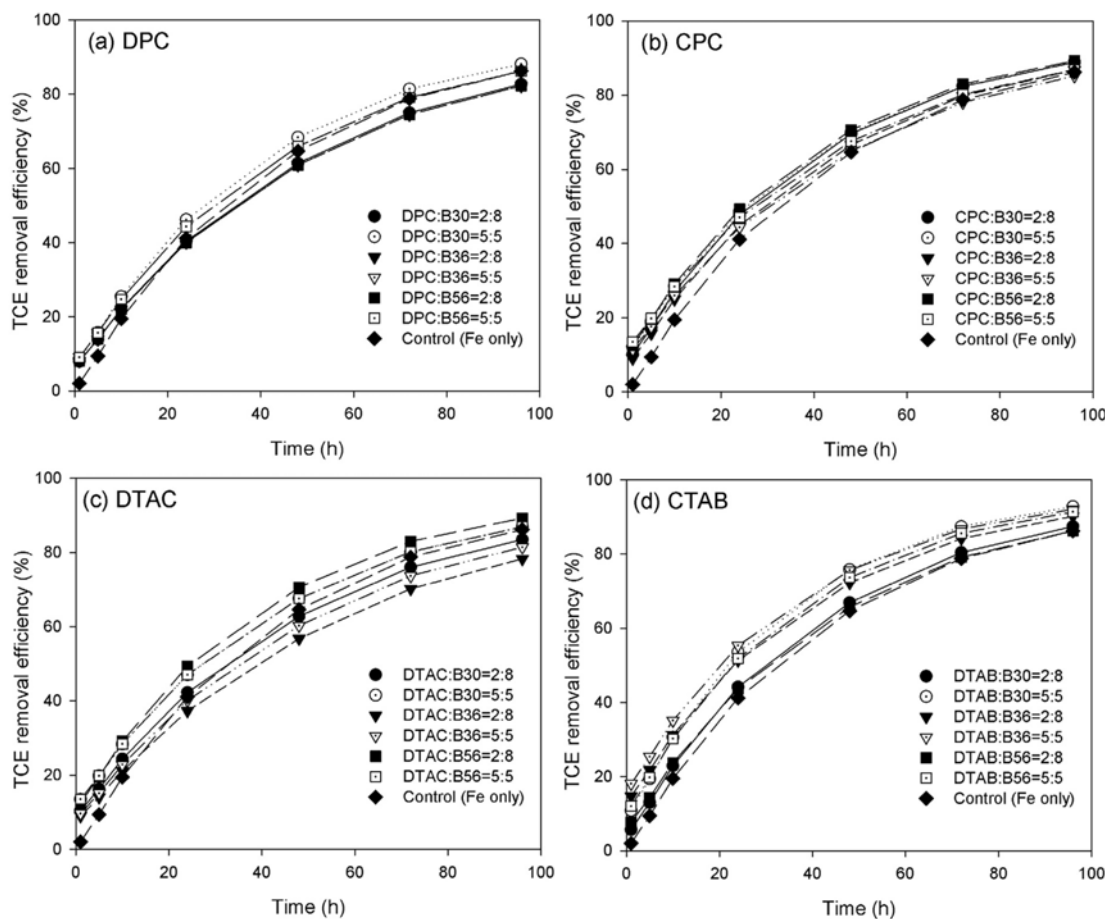 (a) DPC
TCE removal efficiency (%)
100
80
60
40
20
0
DPC:B30=2:8
DPC:B30=5:5
DPC:B36=2:8
DPC:B36=5:5
DPC:B56=2:8
DPC:B56=5:5
Control (Fe only)
0 20 40 60 80 100
Time (h)
(b) CPC
TCE removal efficiency (%)
100
80
60
40
20
0
CPC:B30=2:8
CPC:B30=5:5
CPC:B36=2:8
CPC:B36=5:5
CPC:B56=2:8
CPC:B56=5:5
Control (Fe only)
0 20 40 60 80 100
Time (h)
(c) DTAC
TCE removal efficiency (%)
100
80
60
40
20
0
DTAC:B30=2:8
DTAC:B30=5:5
DTAC:B36=2:8
DTAC:B36=5:5
DTAC:B56=2:8
DTAC:B56=5:5
Control (Fe only)
0 20 40 60 80 100
Time (h)
(d) CTAB
TCE removal efficiency (%)
100
80
60
40
20
0
DTAB:B30=2:8
DTAB:B30=5:5
DTAB:B36=2:8
DTAB:B36=5:5
DTAB:B56=2:8
DTAB:B56=5:5
Control (Fe only)
0 20 40 60 80 100
Time (h)